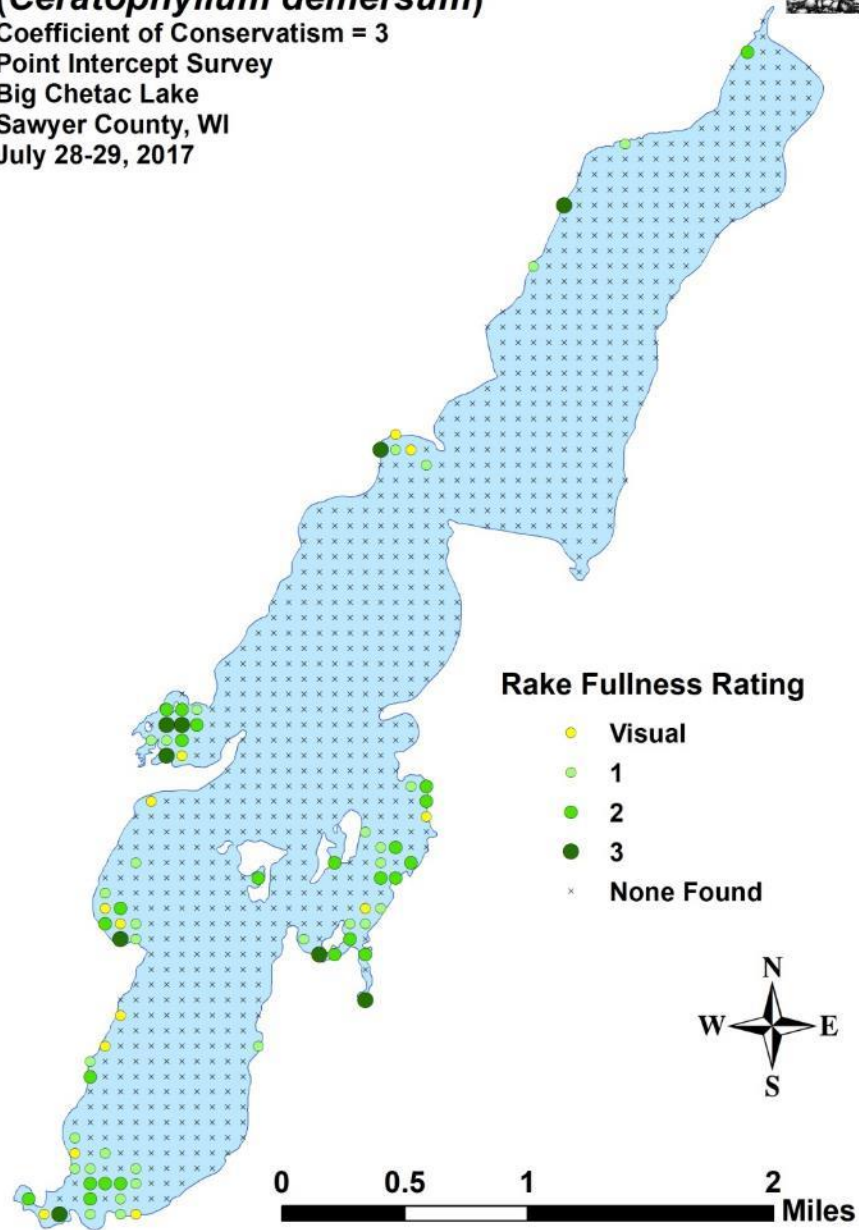 (Ceratophyllum demersum)
Coefficient of Conservatism = 3
Point Intercept Survey
Big Chetac Lake
Sawyer County, WI
July 28-29, 2017
Rake Fullness Rating
Visual
1
2
3
None Found
N
W E
S
0 0.5 1 2
Miles